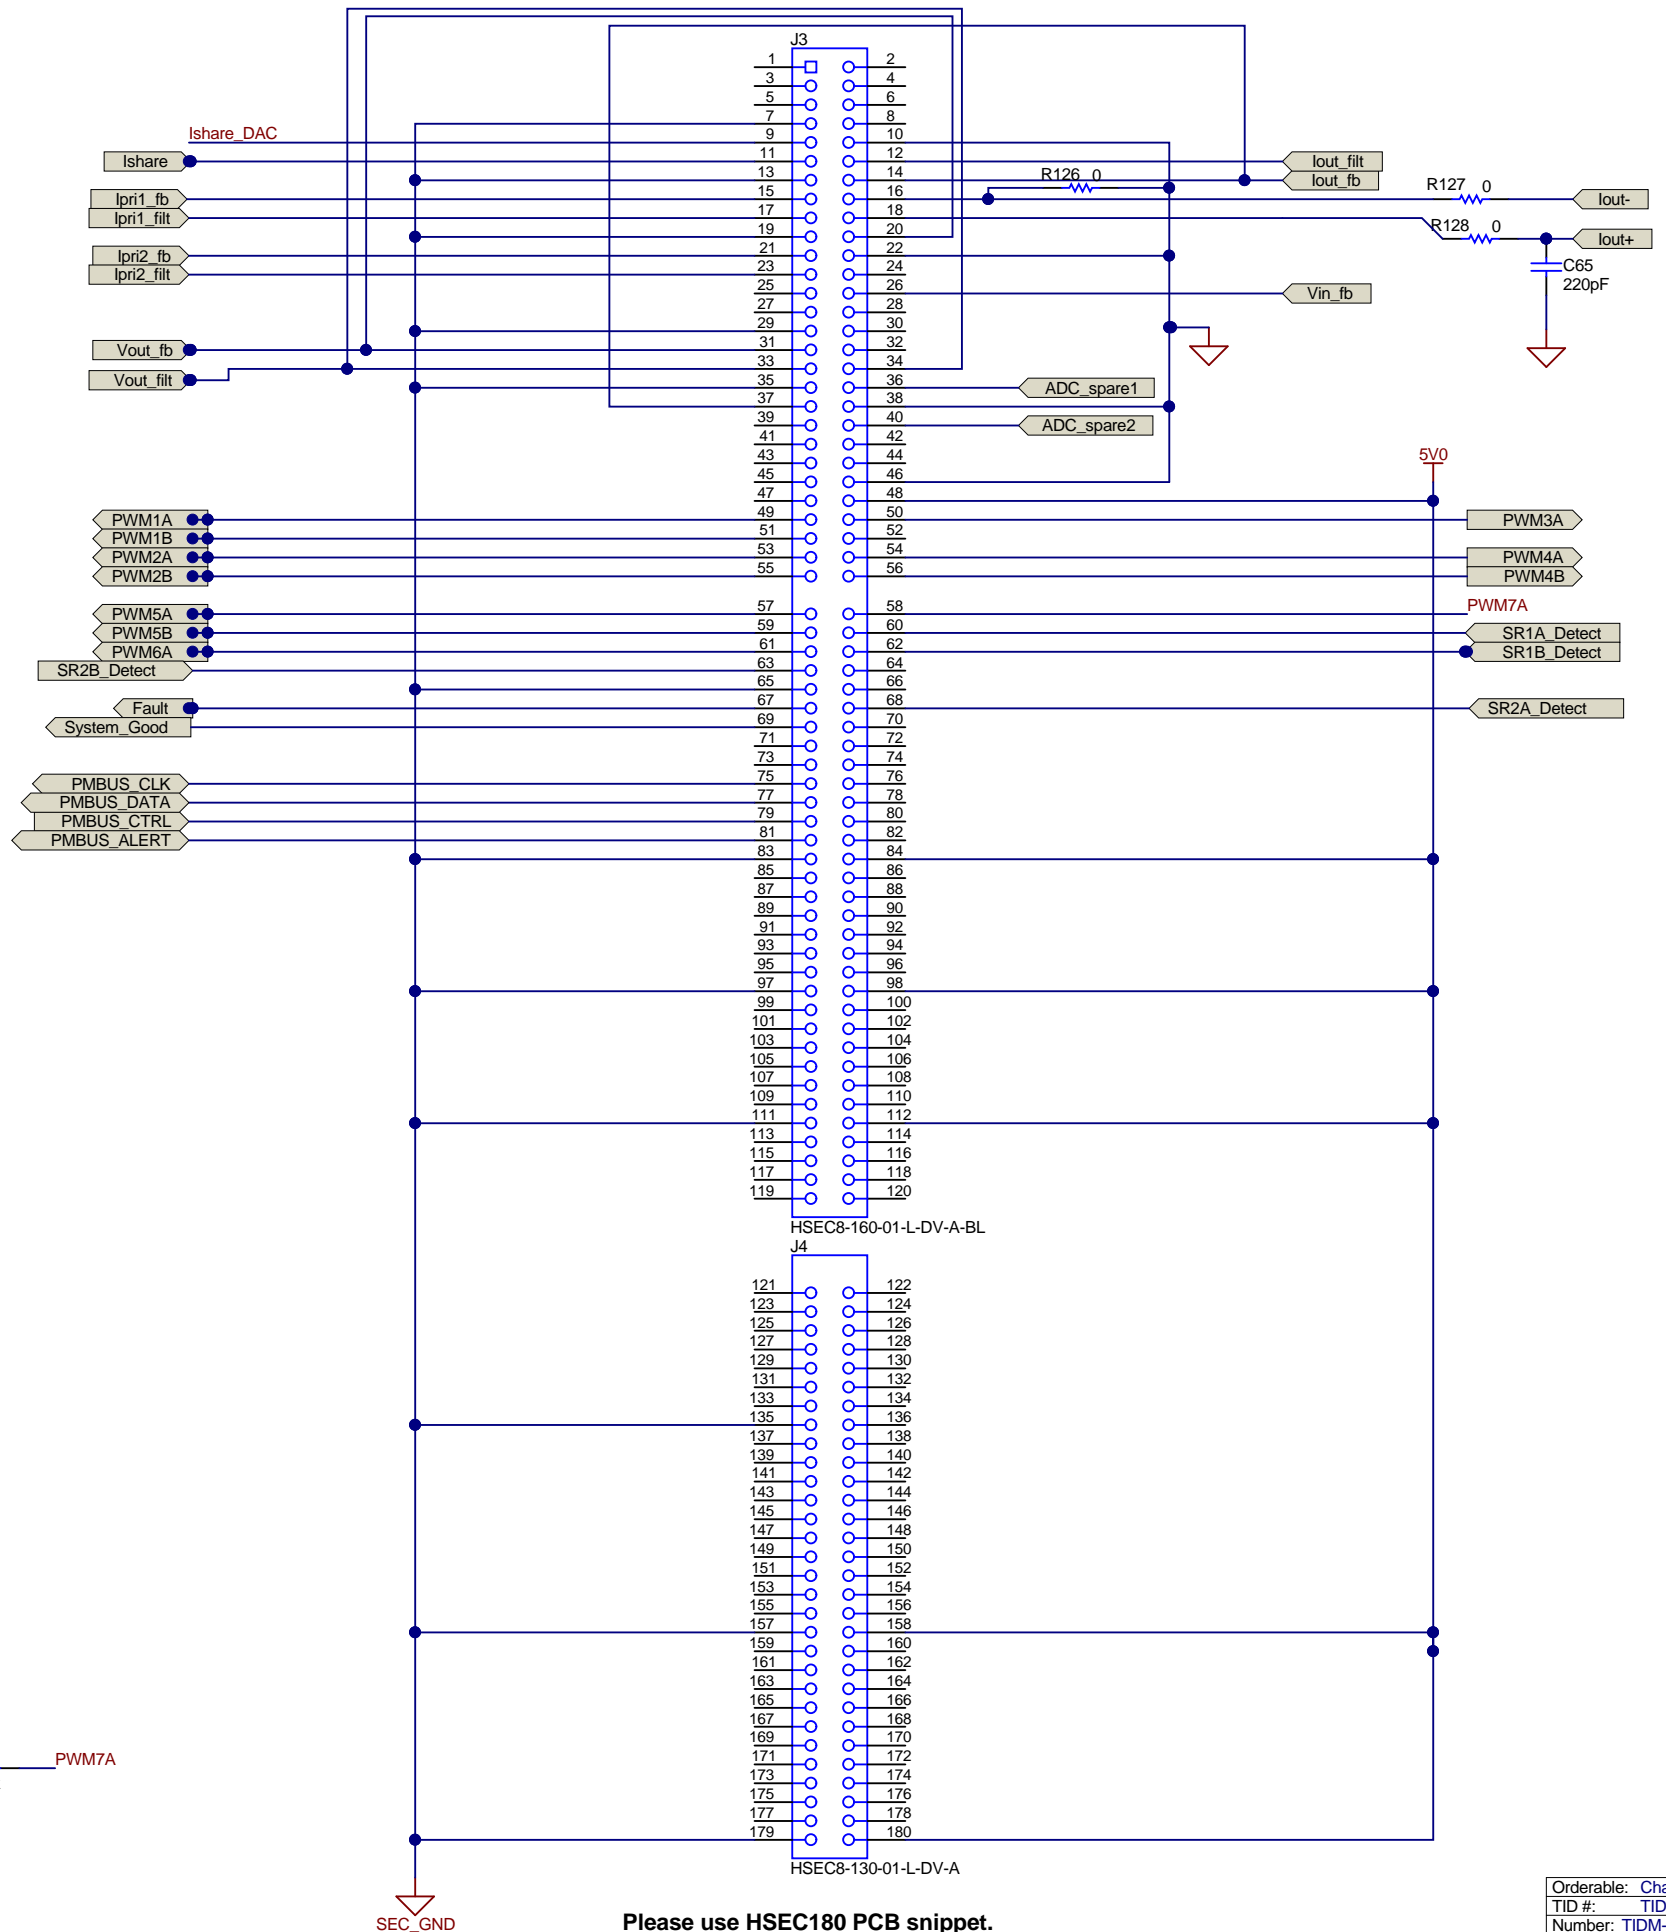 J3
1 2
3 4
5 6
7 8
Ishare_DAC 9 10
Ishare 11 12 Iout_filt
13 14 R126 0 Iout_fb
Ipri1_fb 15 16 R127 0 Iout-
Ipri1_filt 17 18
19 20 R128 0 Iout+
Ipri2_fb 21 22
Ipri2_filt 23 24 C65
25 26 Vin_fb 220pF
27 28
29 30
Vout_fb 31 32
33 34
Vout_filt 35 36 ADC_spare1
37 38
39 40 ADC_spare2
41 42
43 44 5V0
45 46
47 48
PWM1A 49 50 PWM3A
PWM1B 51 52
PWM2A 53 54 PWM4A
PWM2B 55 56 PWM4B
PWM5A 57 58 PWM7A
PWM5B 59 60 SR1A_Detect
PWM6A 61 62 SR1B_Detect
SR2B_Detect 63 64
65 66
Fault 67 68 SR2A_Detect
System_Good 69 70
71 72
73 74
PMBUS_CLK 75 76
PMBUS_DATA 77 78
PMBUS_CTRL 79 80
PMBUS_ALERT 81 82
83 84
85 86
87 88
89 90
91 92
93 94
95 96
97 98
99 100
101 102
103 104
105 106
107 108
109 110
111 112
113 114
115 116
117 118
119 120
HSEC8-160-01-L-DV-A-BL
J4
121 122
123 124
125 126
127 128
129 130
131 132
133 134
135 136
137 138
139 140
141 142
143 144
145 146
147 148
149 150
151 152
153 154
155 156
157 158
159 160
161 162
163 164
165 166
167 168
169 170
PWM7A 171 172
173 174
175 176
177 178
179 180
HSEC8-130-01-L-DV-A
SEC_GND
Please use HSEC180 PCB snippet.
Orderable: Cha
TID #: TID
Number: TIDM-